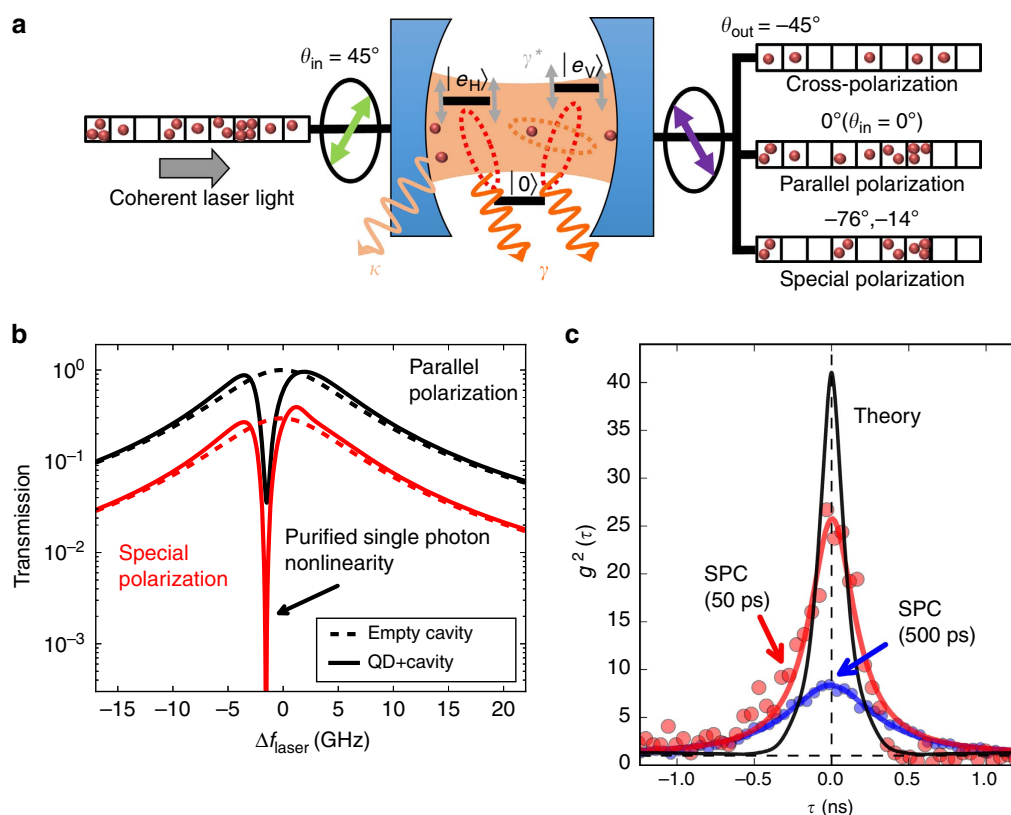 a
θin = 45°
|eH⟩
γ*
|eV⟩
|0⟩
κ
γ
Coherent laser light
θout = −45°
Cross-polarization
0°(θin = 0°)
Parallel polarization
−76°,−14°
Special polarization
b
Transmission
10⁰
10⁻¹
10⁻²
10⁻³
Parallel
polarization
Special
polarization
Purified single photon
nonlinearity
Empty cavity
QD+cavity
−15 −10 −5 0 5 10 15 20
Δflaser (GHz)
c
g²(τ)
40
35
30
25
20
15
10
5
0
Theory
SPC
(50 ps)
SPC
(500 ps)
−1.0 −0.5 0.0 0.5 1.0
τ (ns)